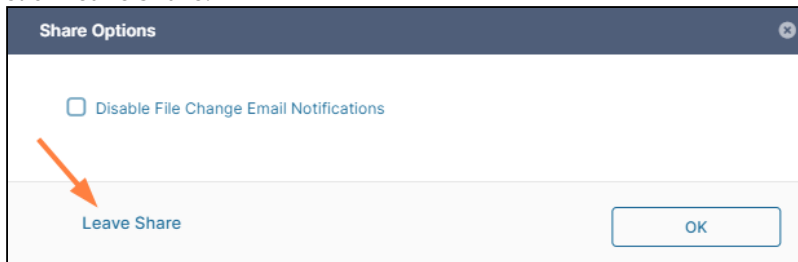 Share Options
Disable File Change Email Notifications
Leave Share
OK